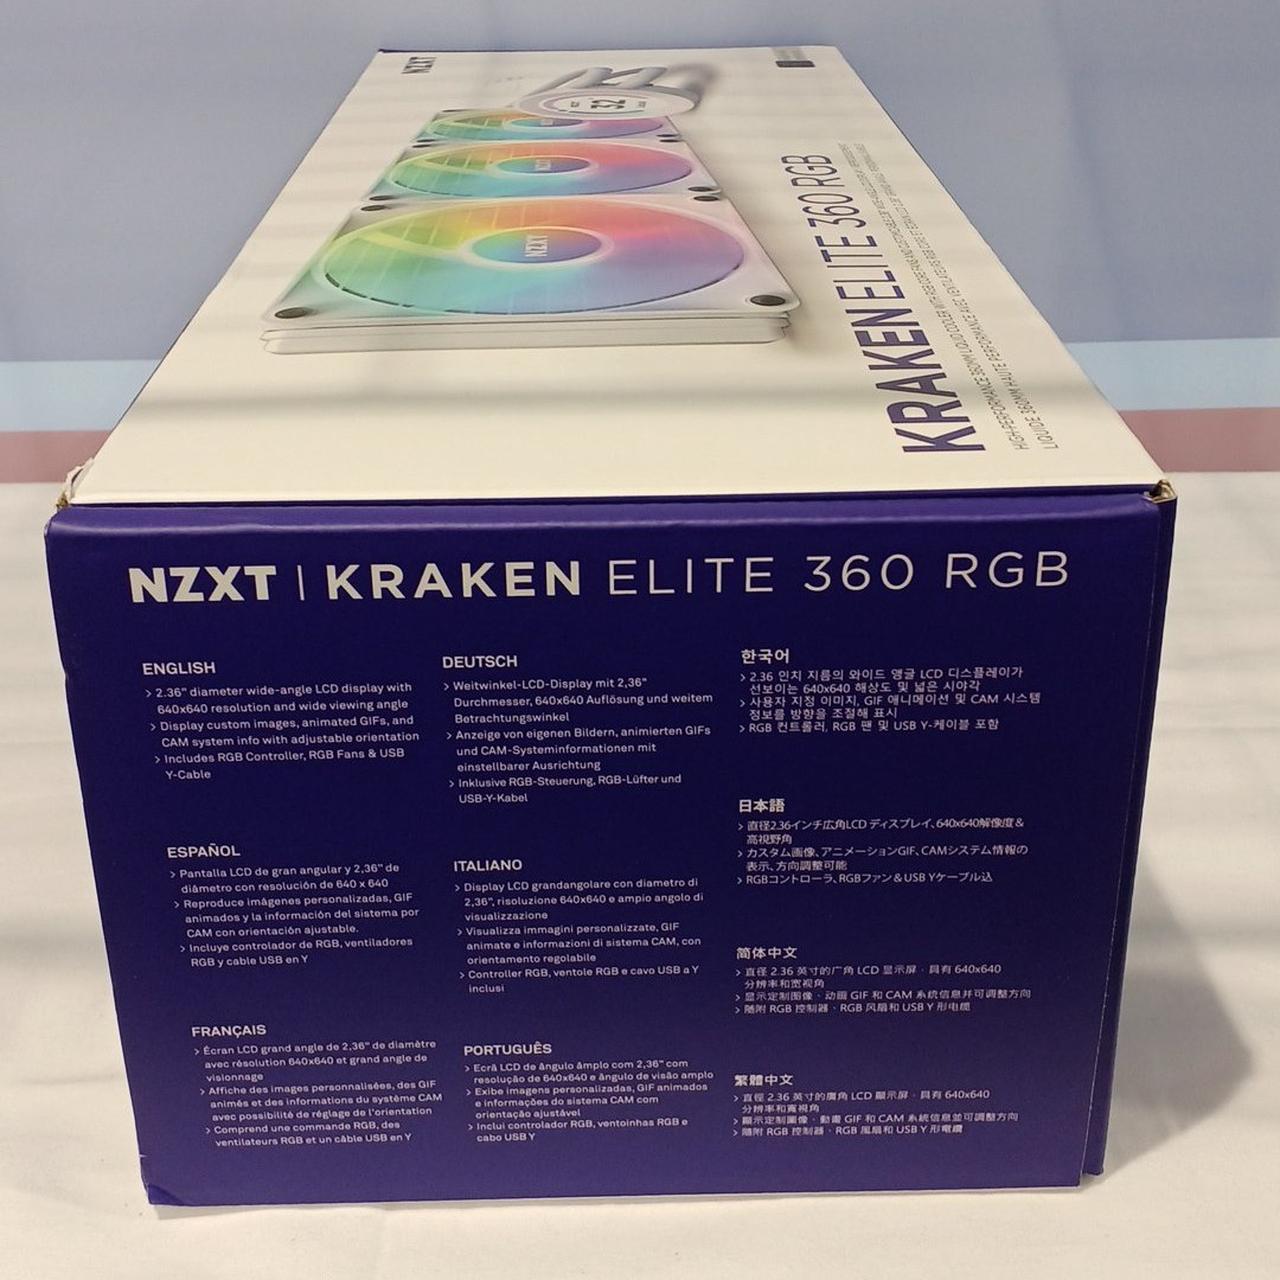 NZXT
32
NZXT
NZXT
KRAKEN ELITE 360 RGB
NZXT | KRAKEN ELITE 360 RGB
ENGLISH
> 2.36" diameter wide-angle LCD display with
640x640 resolution and wide viewing angle
> Display custom images, animated GIFs, and
CAM system info with adjustable orientation
> Includes RGB Controller, RGB Fans & USB
Y-Cable
ESPAÑOL
> Pantalla LCD de gran angular y 2,36" de
diámetro con resolución de 640 x 640
> Reproduce imágenes personalizadas, GIF
animados y la información del sistema por
CAM con orientación ajustable.
> Incluye controlador de RGB, ventiladores
RGB y cable USB en Y
FRANÇAIS
> Écran LCD grand angle de 2,36" de diamètre
avec résolution 640x640 et grand angle de
visionnage
> Affiche des images personnalisées, des GIF
animés et des informations du système CAM
avec possibilité de réglage de l'orientation
> Comprend une commande RGB, des
ventilateurs RGB et un câble USB en Y
DEUTSCH
> Weitwinkel-LCD-Display mit 2,36"
Durchmesser, 640x640 Auflösung und weitem
Betrachtungswinkel
> Anzeige von eigenen Bildern, animierten GIFs
und CAM-Systeminformationen mit
einstellbarer Ausrichtung
> Inklusive RGB-Steuerung, RGB-Lüfter und
USB-Y-Kabel
ITALIANO
> Display LCD grandangolare con diametro di
2,36", risoluzione 640x640 e ampio angolo di
visualizzazione
> Visualizza immagini personalizzate, GIF
animate e informazioni di sistema CAM, con
orientamento regolabile
> Controller RGB, ventole RGB e cavo USB a Y
inclusi
PORTUGUÊS
> Ecrã LCD de ângulo âmplo com 2,36" com
resolução de 640x640 e ângulo de visão amplo
> Exibe imagens personalizadas, GIF animados
e informações do sistema CAM com
orientação ajustável
> Inclui controlador RGB, ventoinhas RGB e
cabo USB Y
한국어
> 2.36 인치 지름의 와이드 앵글 LCD 디스플레이가
선보이는 640x640 해상도 및 넓은 시야각
> 사용자 지정 이미지, GIF 애니메이션 및 CAM 시스템
정보를 방향을 조절해 표시
> RGB 컨트롤러, RGB 팬 및 USB Y-케이블 포함
日本語
> 直径2.36インチ広角LCD ディスプレイ、640x640解像度＆
高視野角
> カスタム画像、アニメーションGIF、CAMシステム情報の
表示、方向調整可能
> RGBコントローラ、RGBファン＆USB Yケーブル込
简体中文
> 直径 2.36 英寸的广角 LCD 显示屏，具有 640x640
分辨率和宽视角
> 显示定制图像、动画 GIF 和 CAM 系统信息并可调整方向
> 随附 RGB 控制器、RGB 风扇和 USB Y 形电缆
繁體中文
> 直徑 2.36 英寸的廣角 LCD 顯示屏，具有 640x640
分辨率和寬視角
> 顯示定制圖像、動畫 GIF 和 CAM 系統信息並可調整方向
> 隨附 RGB 控制器、RGB 風扇和 USB Y 形電纜